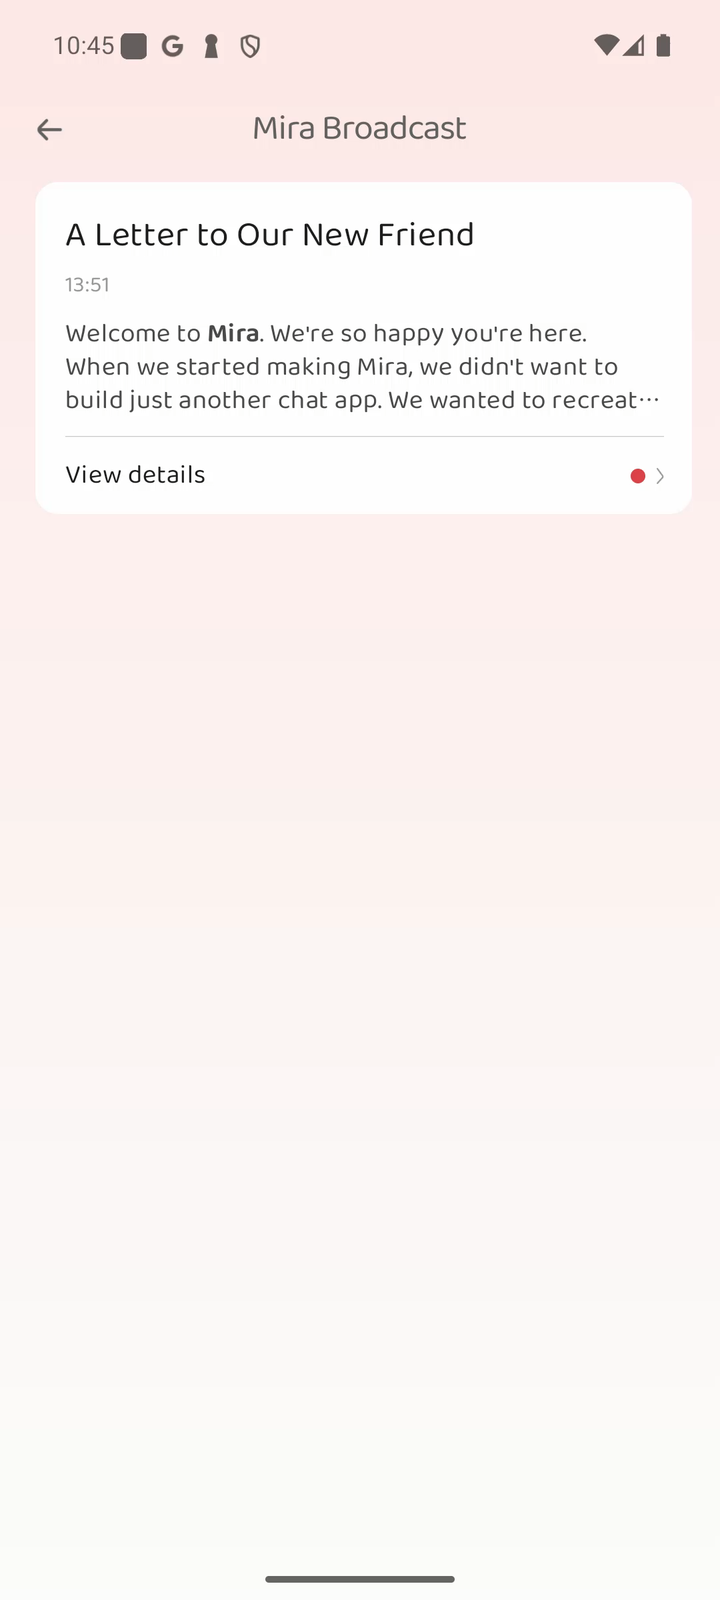 10:45
Mira Broadcast
A Letter to Our New Friend
13:51
Welcome to Mira. We're so happy you're here.
When we started making Mira, we didn't want to
build just another chat app. We wanted to recreat···
View details